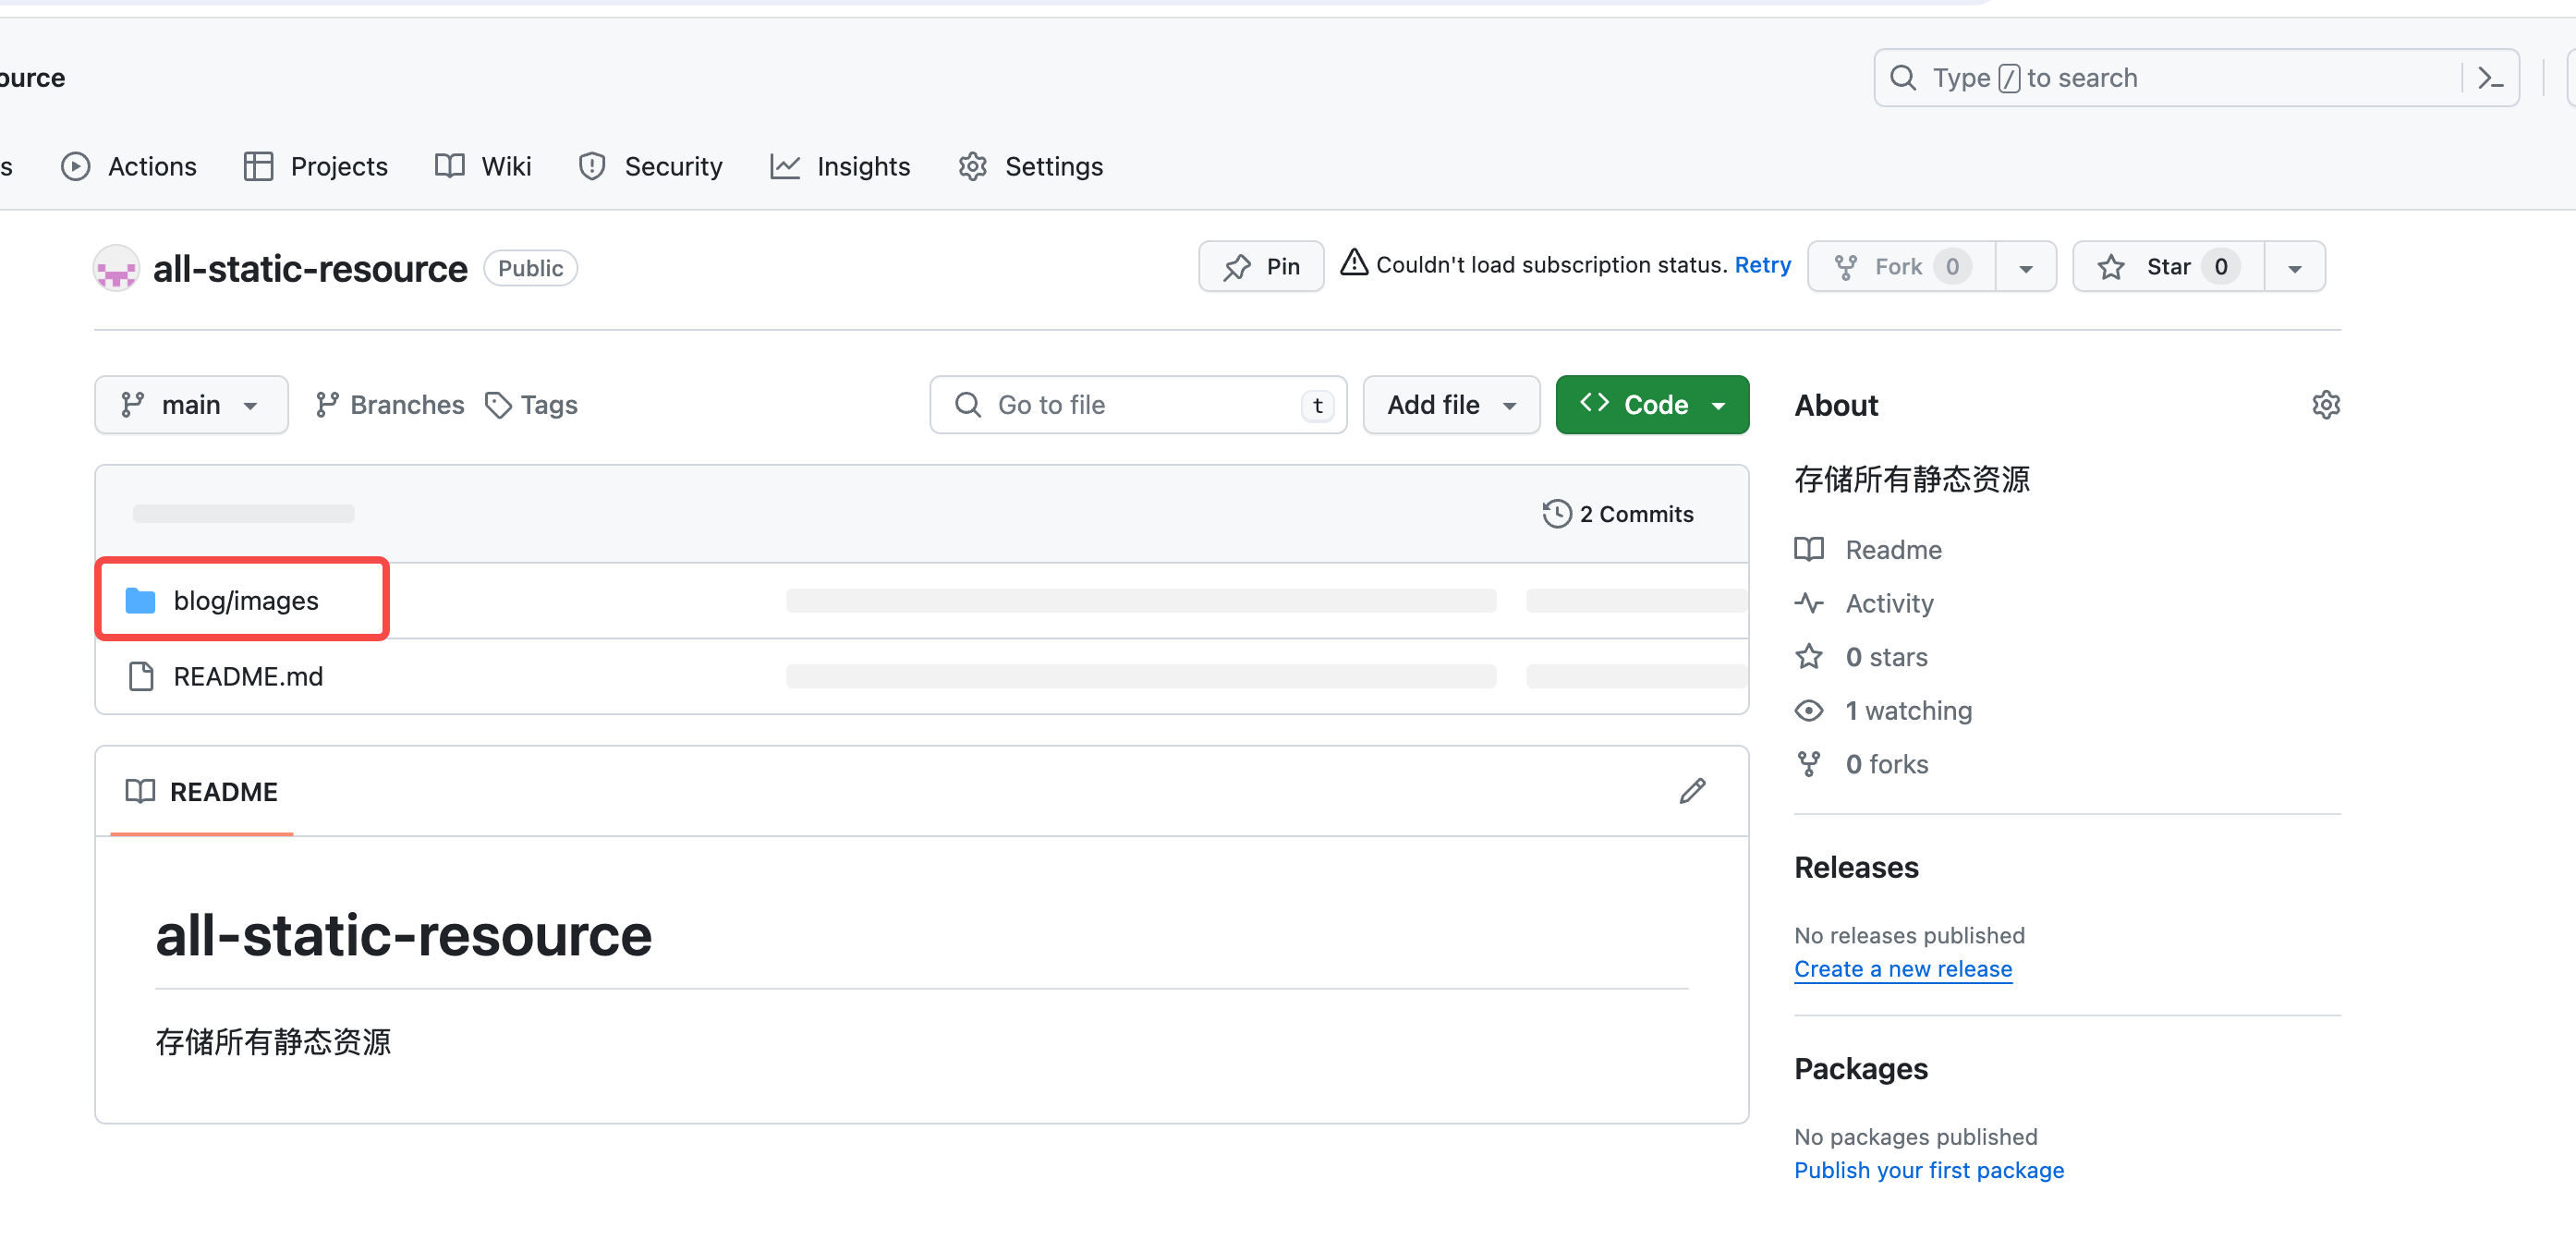 ource
Type / to search
s Actions Projects Wiki Security Insights Settings
all-static-resource Public
Pin Couldn't load subscription status. Retry Fork 0 Star 0
main Branches Tags Go to file t Add file Code
About
存储所有静态资源
2 Commits
blog/images
README.md
Readme
Activity
0 stars
1 watching
0 forks
README
all-static-resource
存储所有静态资源
Releases
No releases published
Create a new release
Packages
No packages published
Publish your first package